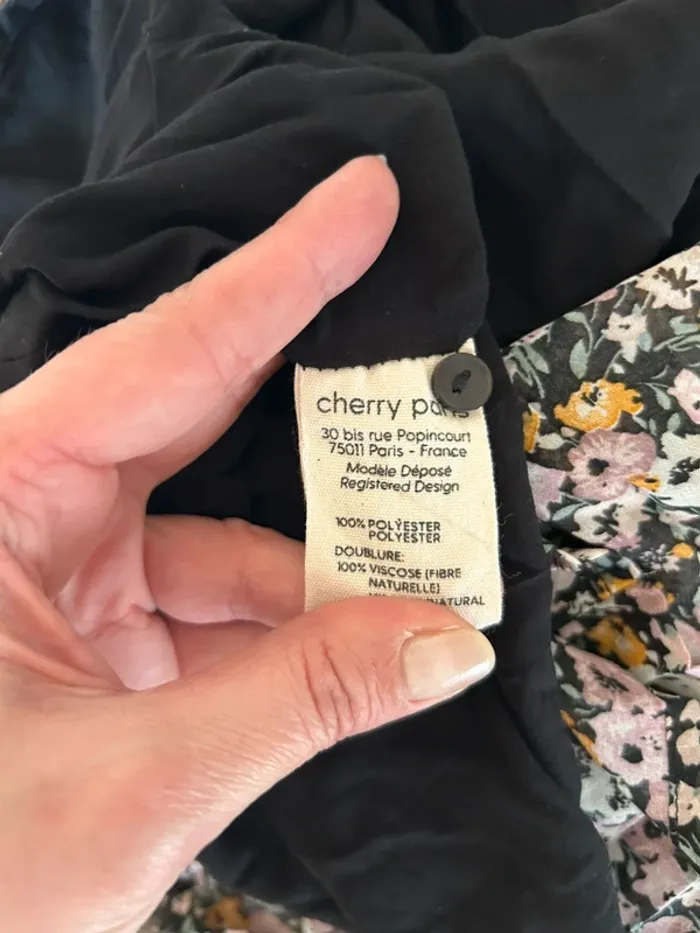 cherry paris
30 bis rue Popincourt
75011 Paris - France
Modèle Déposé
Registered Design
100% POLYESTER
POLYESTER
DOUBLURE:
100% VISCOSE (FIBRE
NATURELLE)
NATURAL